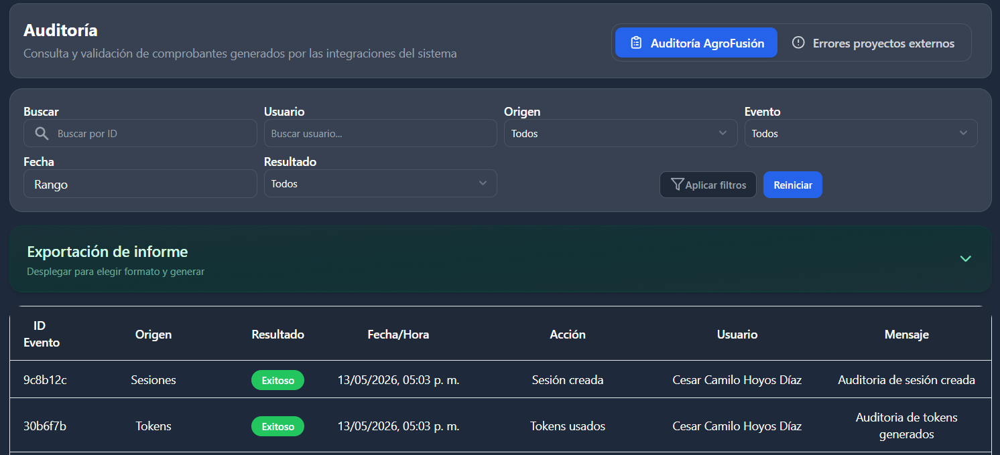 Auditoría
Consulta y validación de comprobantes generados por las integraciones del sistema
Auditoría AgroFusión
Errores proyectos externos
Buscar
Usuario
Origen
Evento
Buscar por ID
Buscar usuario...
Todos
Todos
Fecha
Resultado
Rango
Todos
Aplicar filtros
Reiniciar
Exportación de informe
Desplegar para elegir formato y generar
ID
Evento
Origen
Resultado
Fecha/Hora
Acción
Usuario
Mensaje
9c8b12c
Sesiones
Exitoso
13/05/2026, 05:03 p. m.
Sesión creada
Cesar Camilo Hoyos Díaz
Auditoria de sesión creada
30b6f7b
Tokens
Exitoso
13/05/2026, 05:03 p. m.
Tokens usados
Cesar Camilo Hoyos Díaz
Auditoria de tokens
generados